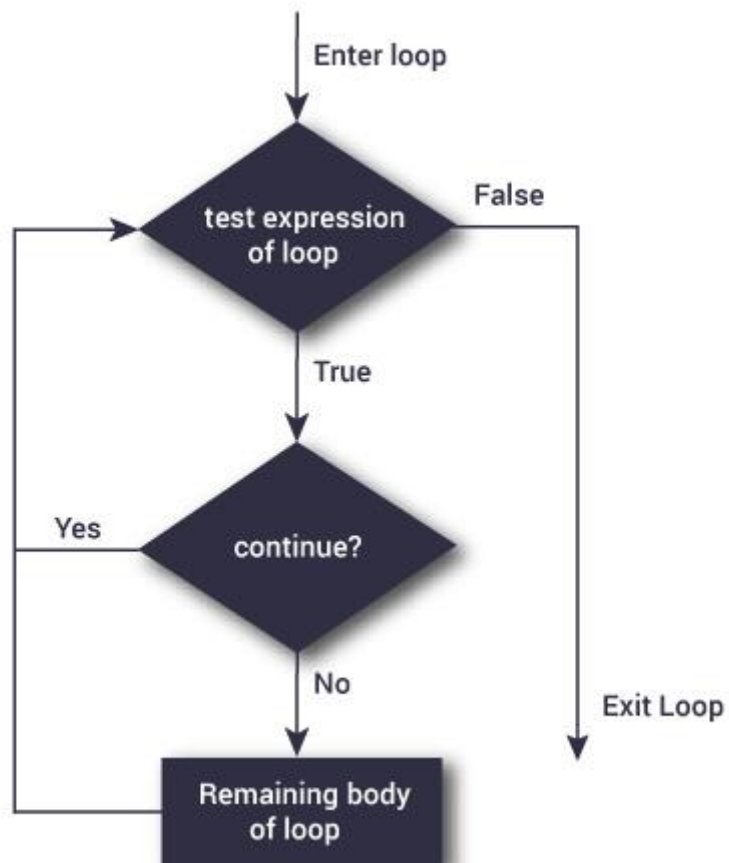 Enter loop
test expression
of loop
False
True
continue?
Yes
No
Exit Loop
Remaining body
of loop